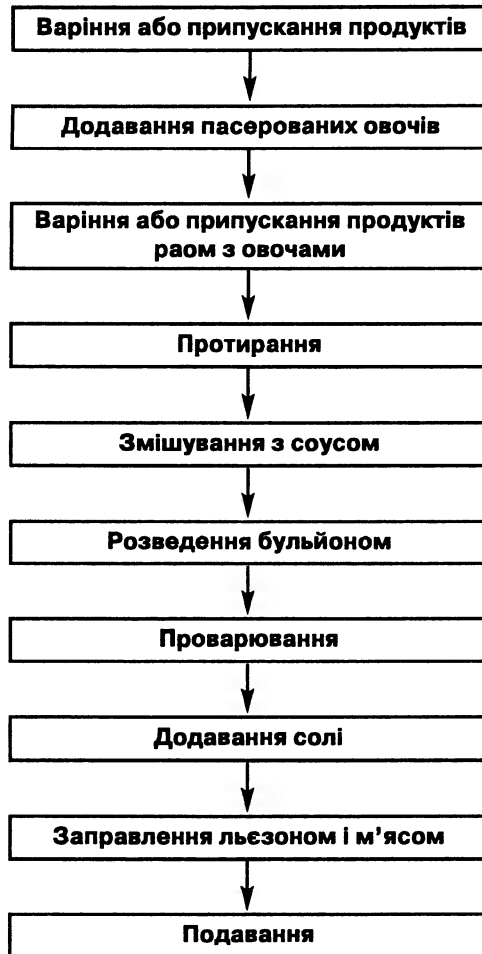 Варіння або припускання продуктів
Додавання пасерованих овочів
Варіння або припускання продуктів
раом з овочами
Протирання
Змішування з соусом
Розведення бульйоном
Проварювання
Додавання солі
Заправлення льєзоном і м’ясом
Подавання